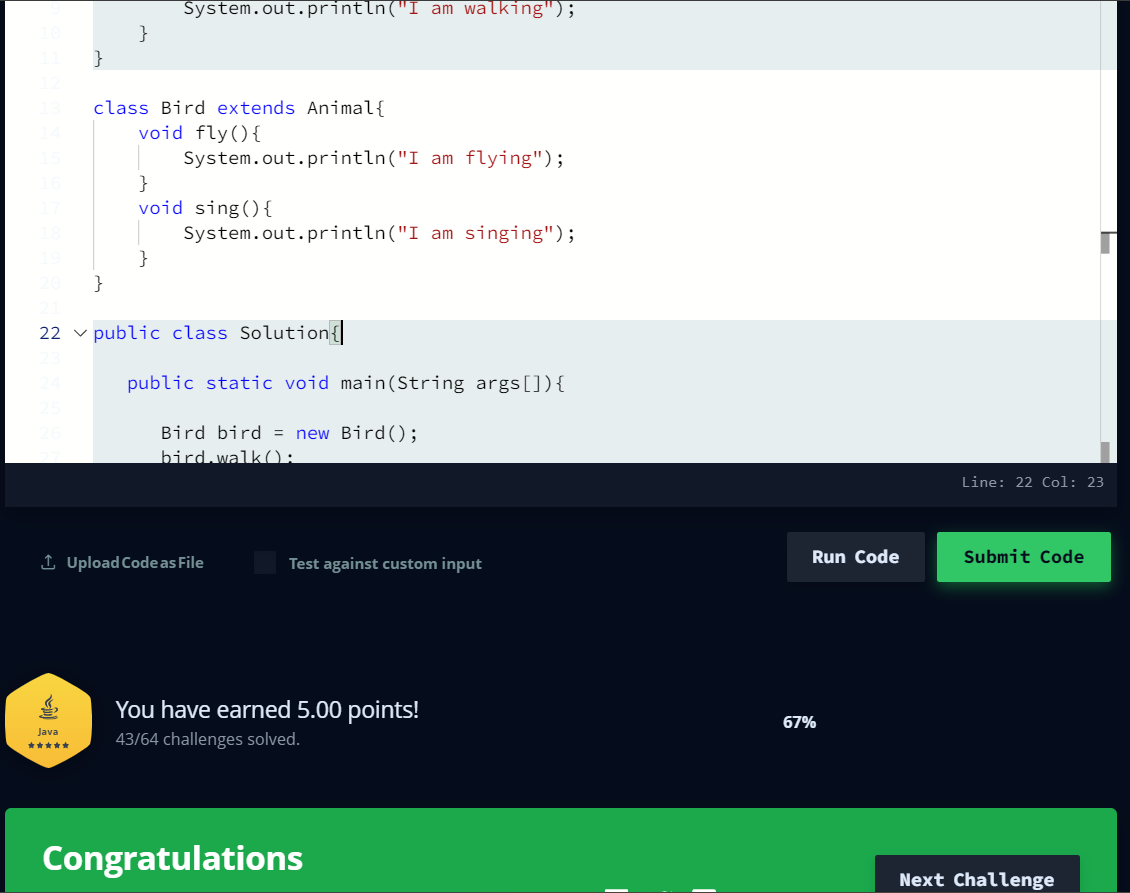 9 System.out.println("I am walking");
10 }
11 }
12
13 class Bird extends Animal{
14 void fly(){
15 System.out.println("I am flying");
16 }
17 void sing(){
18 System.out.println("I am singing");
19 }
20 }
21
22 public class Solution{
23
24 public static void main(String args[]){
25
26 Bird bird = new Bird();
27 bird.walk();
Line: 22 Col: 23
Upload Code as File
Test against custom input
Run Code
Submit Code
Java
You have earned 5.00 points!
43/64 challenges solved.
67%
Congratulations
Next Challenge